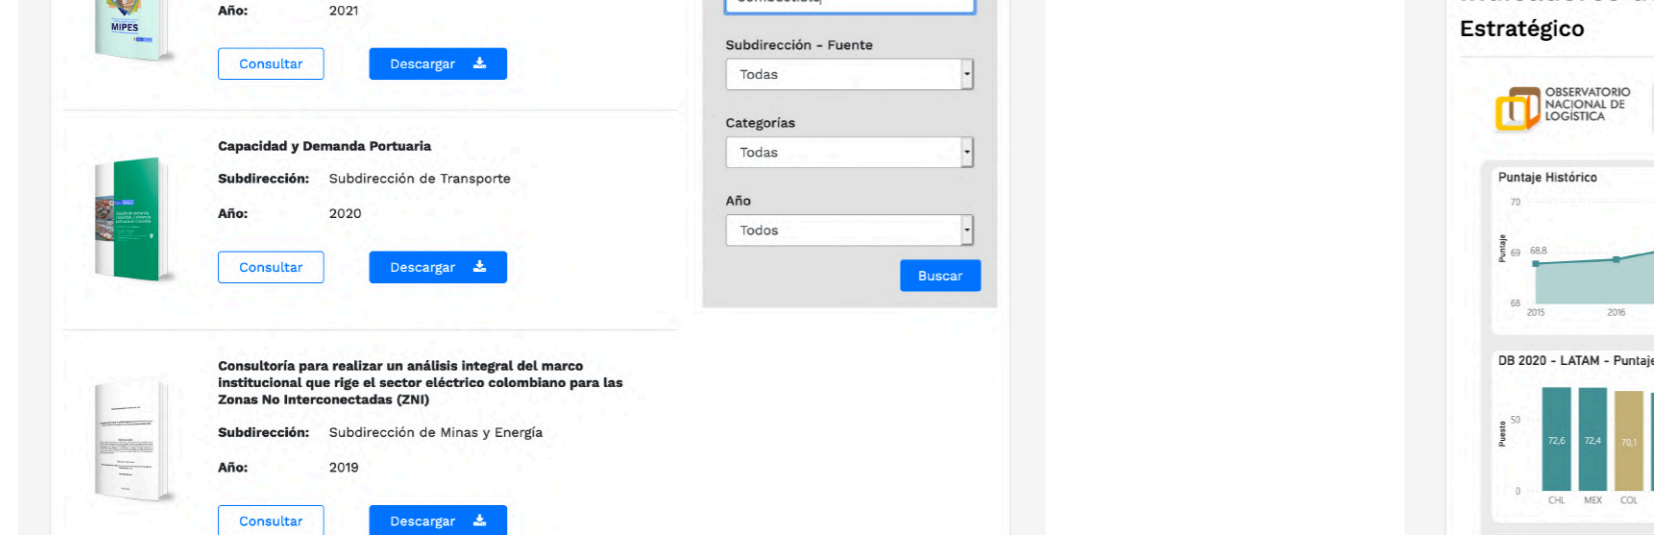 MIPES
Año: 2021
Consultar Descargar
Capacidad y Demanda Portuaria
Subdirección: Subdirección de Transporte
Año: 2020
Consultar Descargar
Consultoría para realizar un análisis integral del marco
institucional que rige el sector eléctrico colombiano para las
Zonas No Interconectadas (ZNI)
Subdirección: Subdirección de Minas y Energía
Año: 2019
Consultar Descargar
Subdirección - Fuente
Todas
Categorías
Todas
Año
Todos
Buscar
Estratégico
OBSERVATORIO
NACIONAL DE
LOGÍSTICA
Puntaje Histórico
Puntaje
70
69
68
68.8
2015 2016
DB 2020 - LATAM - Puntaje
Puesto
50
0
72,6 72,4 70,1
CHL MEX COL